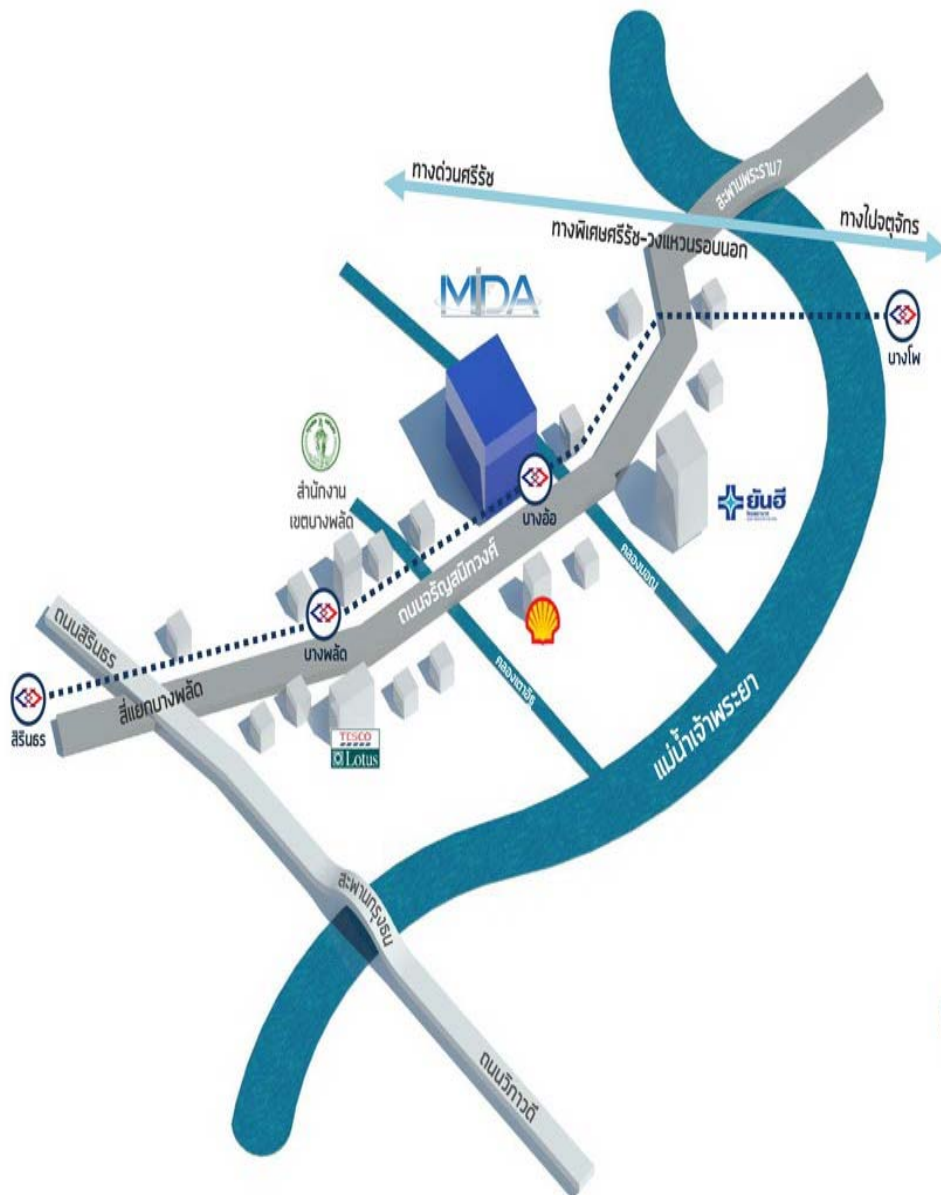 ทางด่วนศรีรัช
สะพานพระราม7
ทางไปจตุจักร
ทางพิเศษศรีรัช-วงแหวนรอบนอก
MIDA
บางโพ
สำนักงาน
เขตบางพลัด
บางอ้อ
ยันฮี
คลองมอญ
ถนนจรัญสนิทวงศ์
ถนนสิรินธร
บางพลัด
คลองเตาอิฐ
สี่แยกบางพลัด
สิรินธร
TESCO
Lotus
แม่น้ำเจ้าพระยา
สะพานกรุงธน
ถนนวิภาวดี